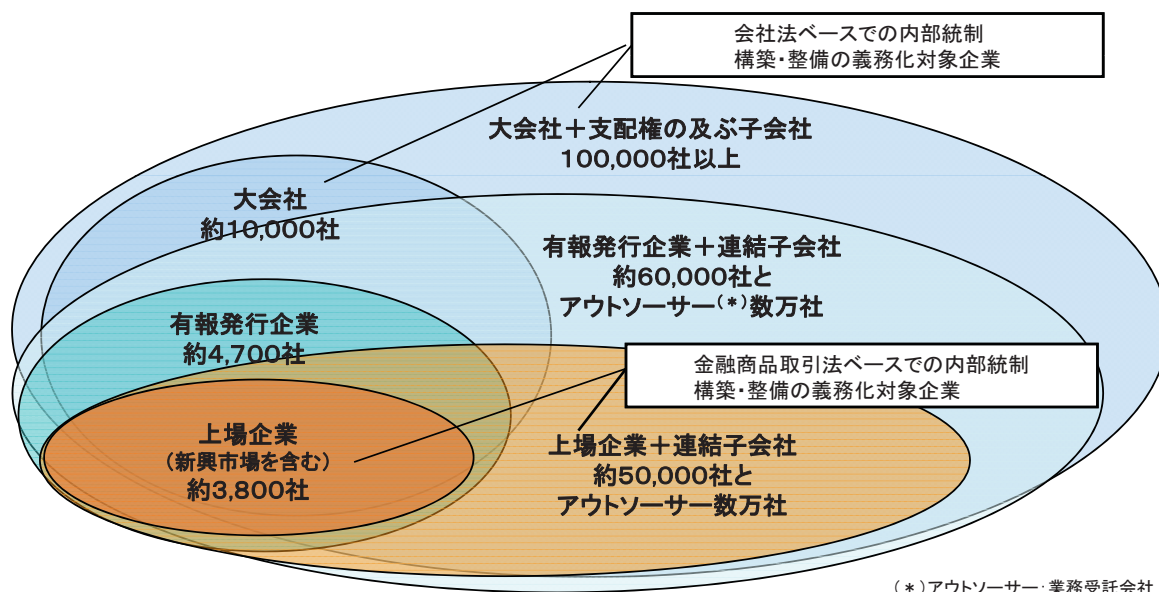 会社法ベースでの内部統制
構築・整備の義務化対象企業
大会社＋支配権の及ぶ子会社
100,000社以上
大会社
約10,000社
有報発行企業＋連結子会社
約60,000社と
アウトソーサー(*)数万社
有報発行企業
約4,700社
金融商品取引法ベースでの内部統制
構築・整備の義務化対象企業
上場企業
（新興市場を含む）
約3,800社
上場企業＋連結子会社
約50,000社と
アウトソーサー数万社
(*)アウトソーサー：業務受託会社